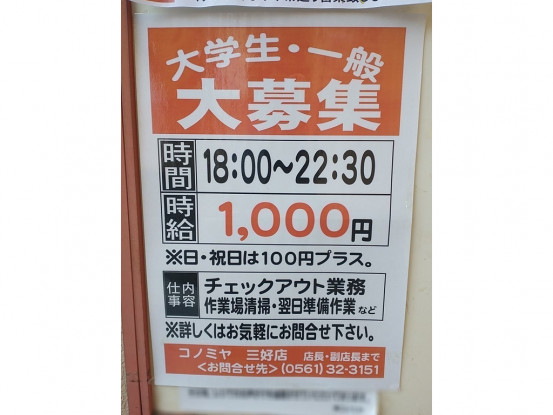 大学生・一般
大募集
時間 18:00〜22:30
時給 1,000円
※日・祝日は100円プラス。
仕事内容 チェックアウト業務
作業場清掃・翌日準備作業 など
※詳しくはお気軽にお問合せ下さい。
コノミヤ 三好店 店長・副店長まで
<お問合せ先> (0561) 32-3151